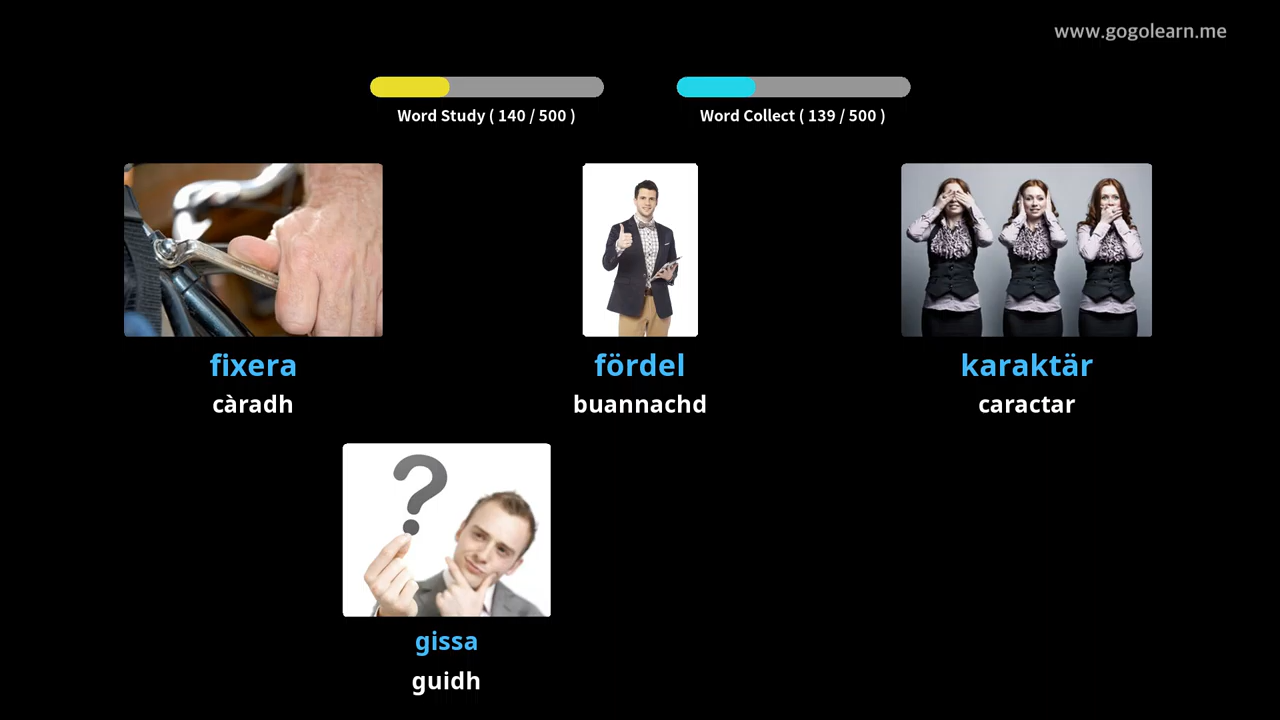 www.gogolearn.me
Word Study ( 140 / 500 )
Word Collect ( 139 / 500 )
fixera
càradh
fördel
buannachd
karaktär
caractar
gissa
guidh